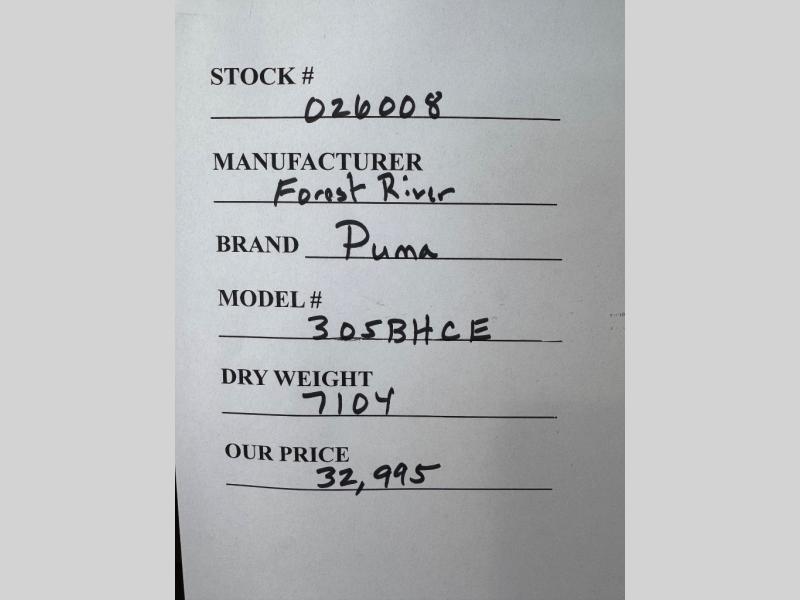 STOCK #
026008
MANUFACTURER
Forest River
BRAND Puma
MODEL #
305BHCE
DRY WEIGHT
7104
OUR PRICE
32,995